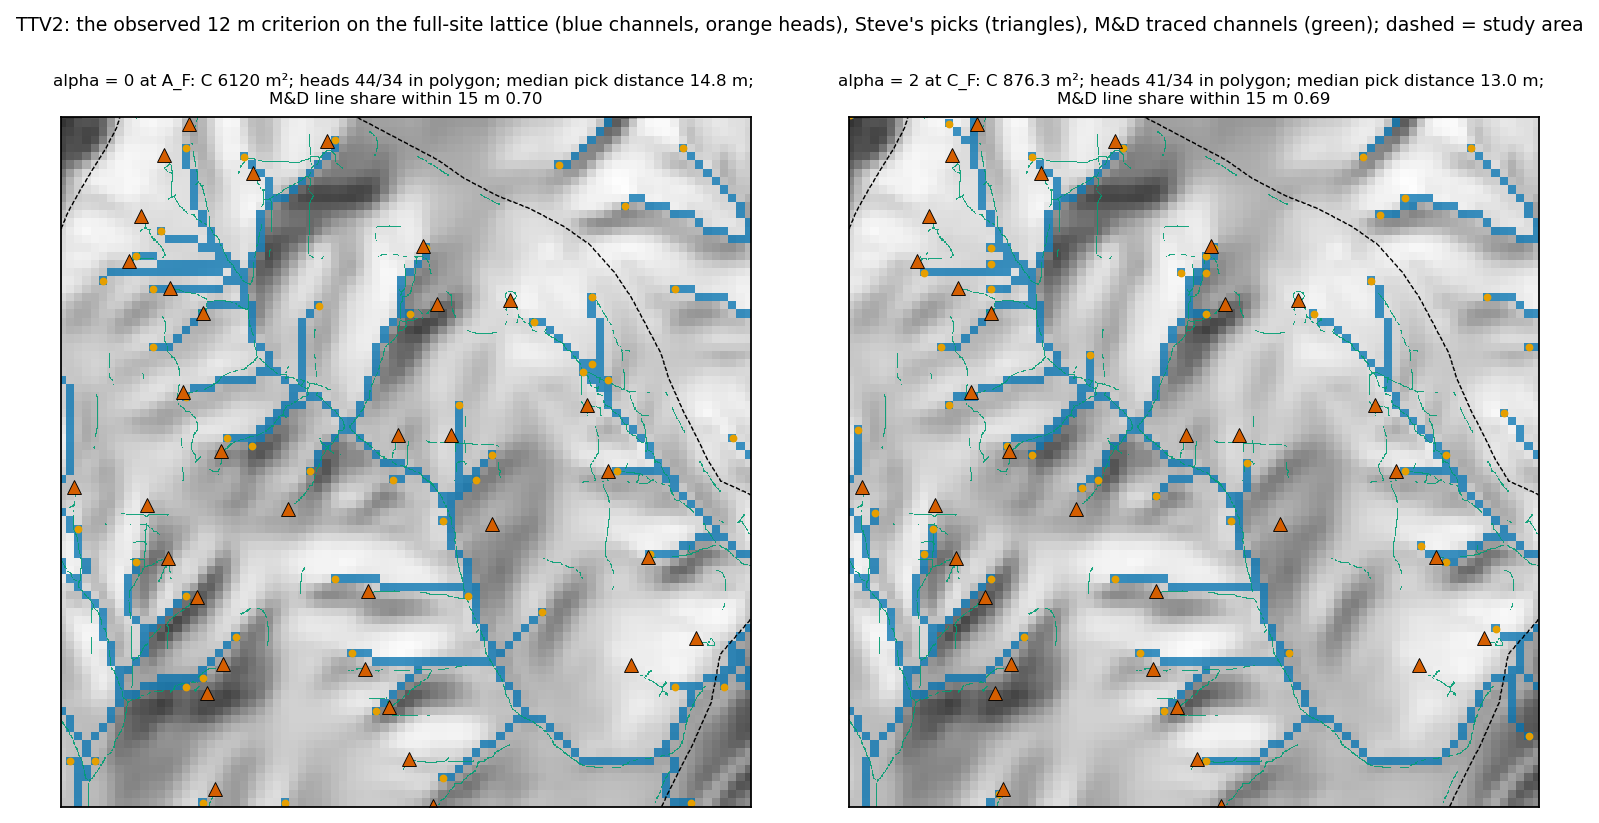 TTV2: the observed 12 m criterion on the full-site lattice (blue channels, orange heads), Steve's picks (triangles), M&D traced channels (green); dashed = study area
alpha = 0 at A_F: C 6120 m²; heads 44/34 in polygon; median pick distance 14.8 m;
M&D line share within 15 m 0.70
alpha = 2 at C_F: C 876.3 m²; heads 41/34 in polygon; median pick distance 13.0 m;
M&D line share within 15 m 0.69